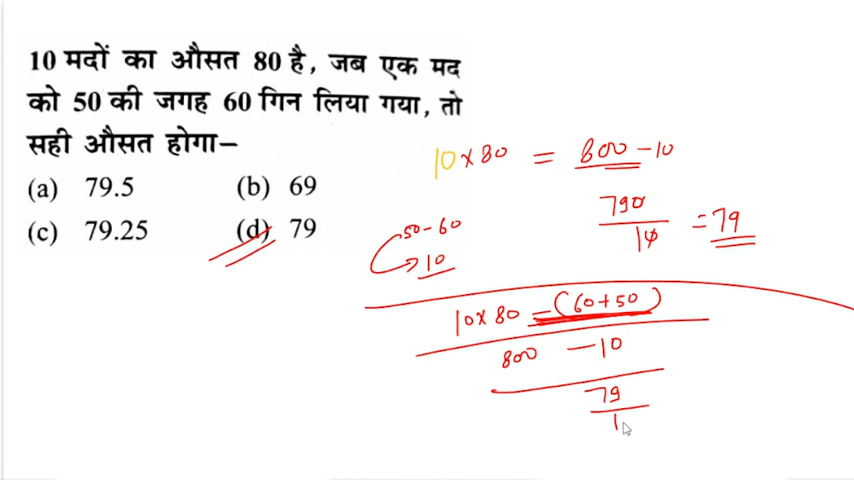 10 मदों का औसत 80 है, जब एक मद
को 50 की जगह 60 गिन लिया गया, तो
सही औसत होगा–
(a) 79.5 (b) 69
(c) 79.25 (d) 79
10 × 80 = 800 - 10
790
10 = 79
50 - 60
10
10 × 80 = (60 + 50)
800 - 10
79
1